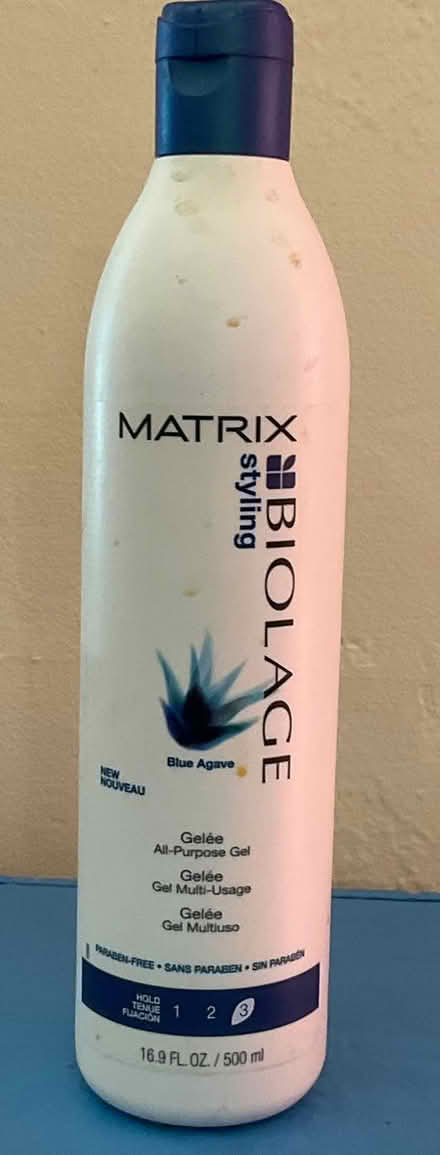 MATRIX
BIOLAGE
styling
Blue Agave
NEW
NOUVEAU
Gelée
All-Purpose Gel
Gelée
Gel Multi-Usage
Gelée
Gel Multiuso
PARABEN-FREE • SANS PARABEN • SIN PARABÉN
HOLD
TENUE
FIJACIÓN
1 2 3
16.9 FL. OZ. / 500 ml